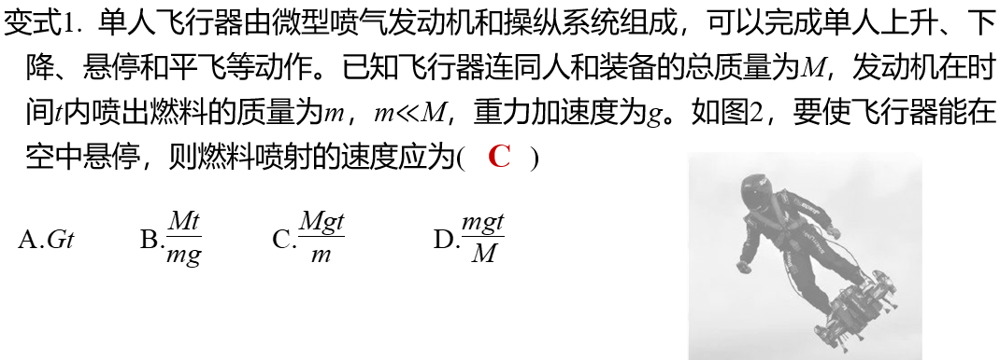 变式1. 单人飞行器由微型喷气发动机和操纵系统组成，可以完成单人上升、下
降、悬停和平飞等动作。已知飞行器连同人和装备的总质量为M，发动机在时
间t内喷出燃料的质量为m，m≪M，重力加速度为g。如图2，要使飞行器能在
空中悬停，则燃料喷射的速度应为( C )
A.Gt B.\frac{Mt}{mg} C.\frac{Mgt}{m} D.\frac{mgt}{M}